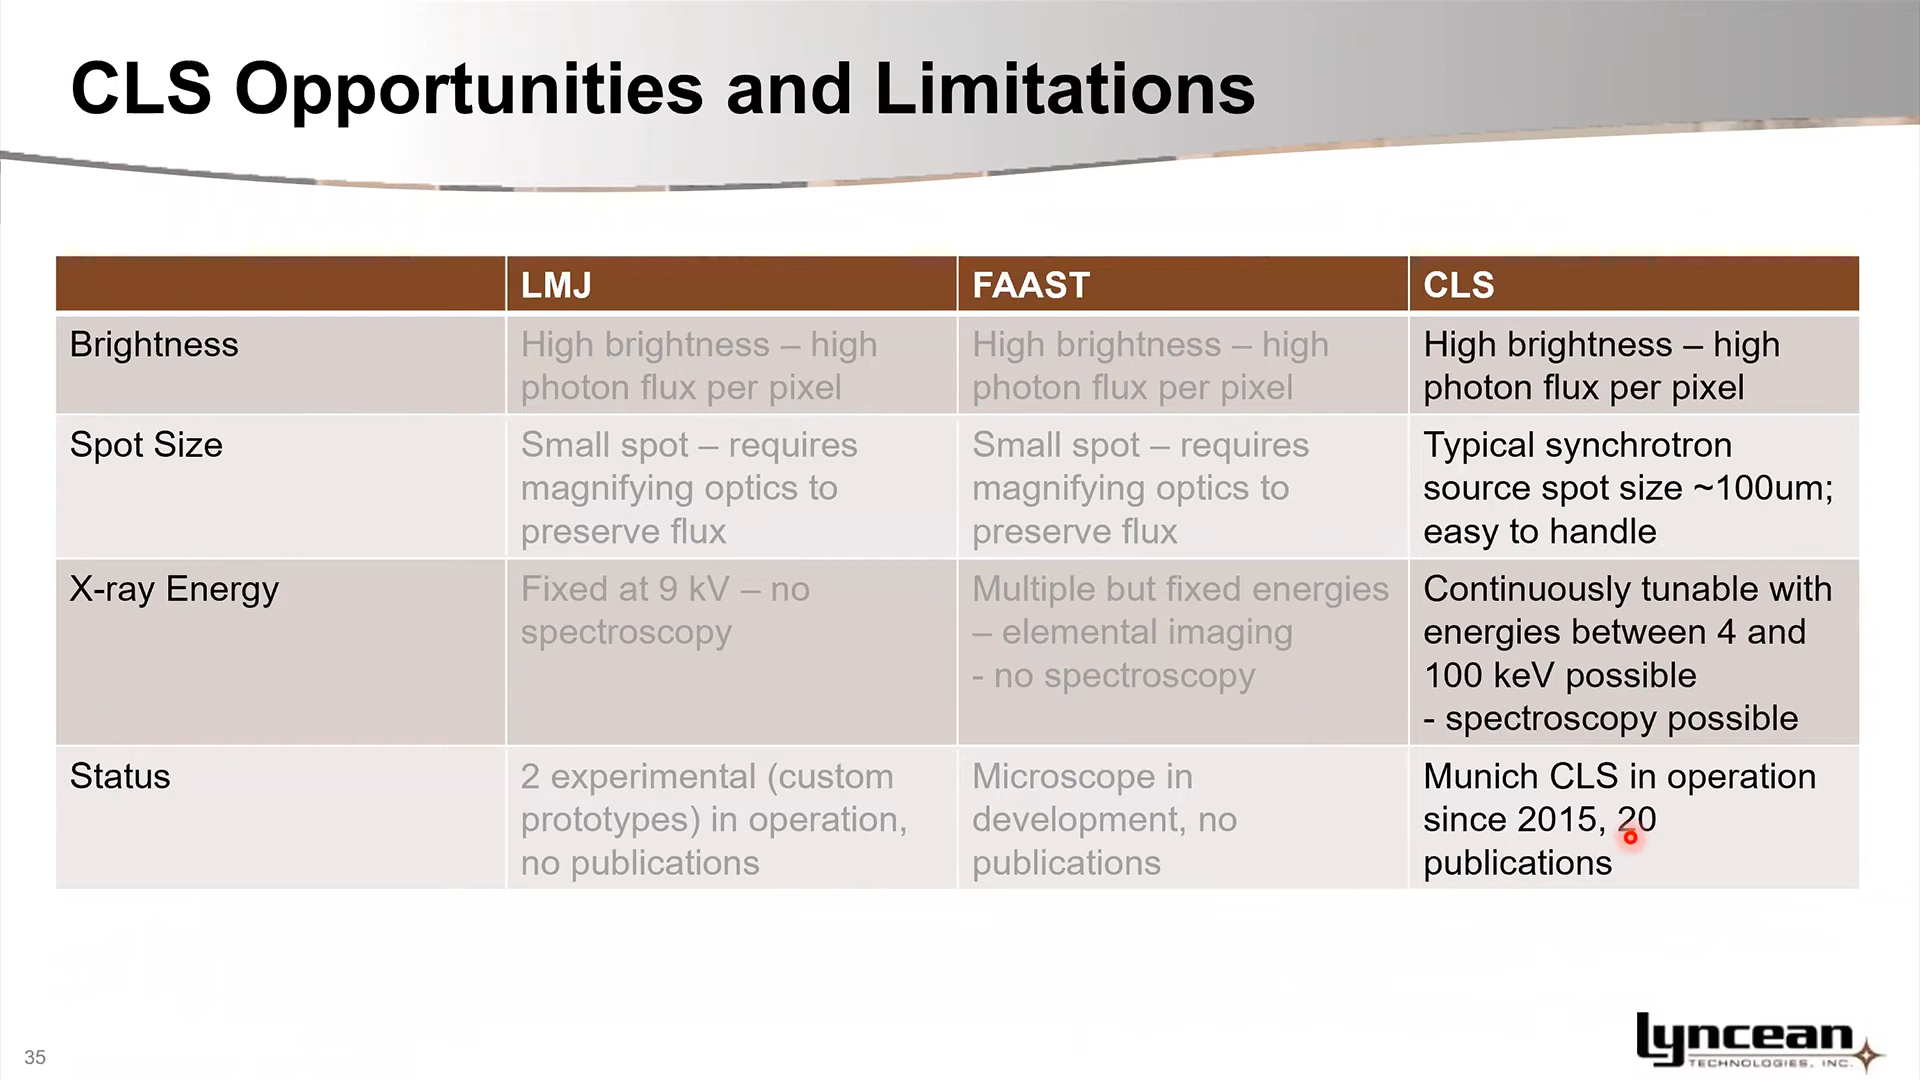 CLS Opportunities and Limitations
LMJ
FAAST
CLS
Brightness
High brightness – high
photon flux per pixel
High brightness – high
photon flux per pixel
High brightness – high
photon flux per pixel
Spot Size
Small spot – requires
magnifying optics to
preserve flux
Small spot – requires
magnifying optics to
preserve flux
Typical synchrotron
source spot size ~100um;
easy to handle
X-ray Energy
Fixed at 9 kV – no
spectroscopy
Multiple but fixed energies
– elemental imaging
- no spectroscopy
Continuously tunable with
energies between 4 and
100 keV possible
- spectroscopy possible
Status
2 experimental (custom
prototypes) in operation,
no publications
Microscope in
development, no
publications
Munich CLS in operation
since 2015, 20
publications
35
lyncean
TECHNOLOGIES, INC.